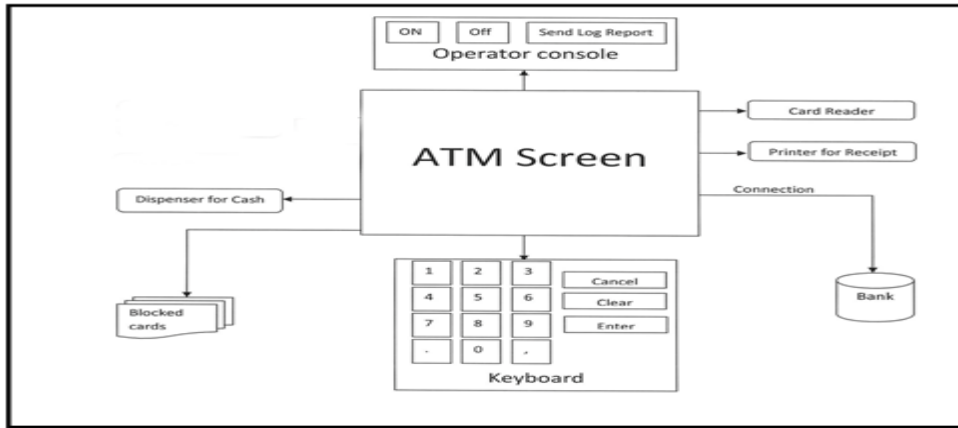 ON Off Send Log Report
Operator console
ATM Screen
Card Reader
Printer for Receipt
Connection
Dispenser for Cash
Blocked
cards
1 2 3
Cancel
4 5 6
Clear
7 8 9
Enter
. 0 ,
Keyboard
Bank